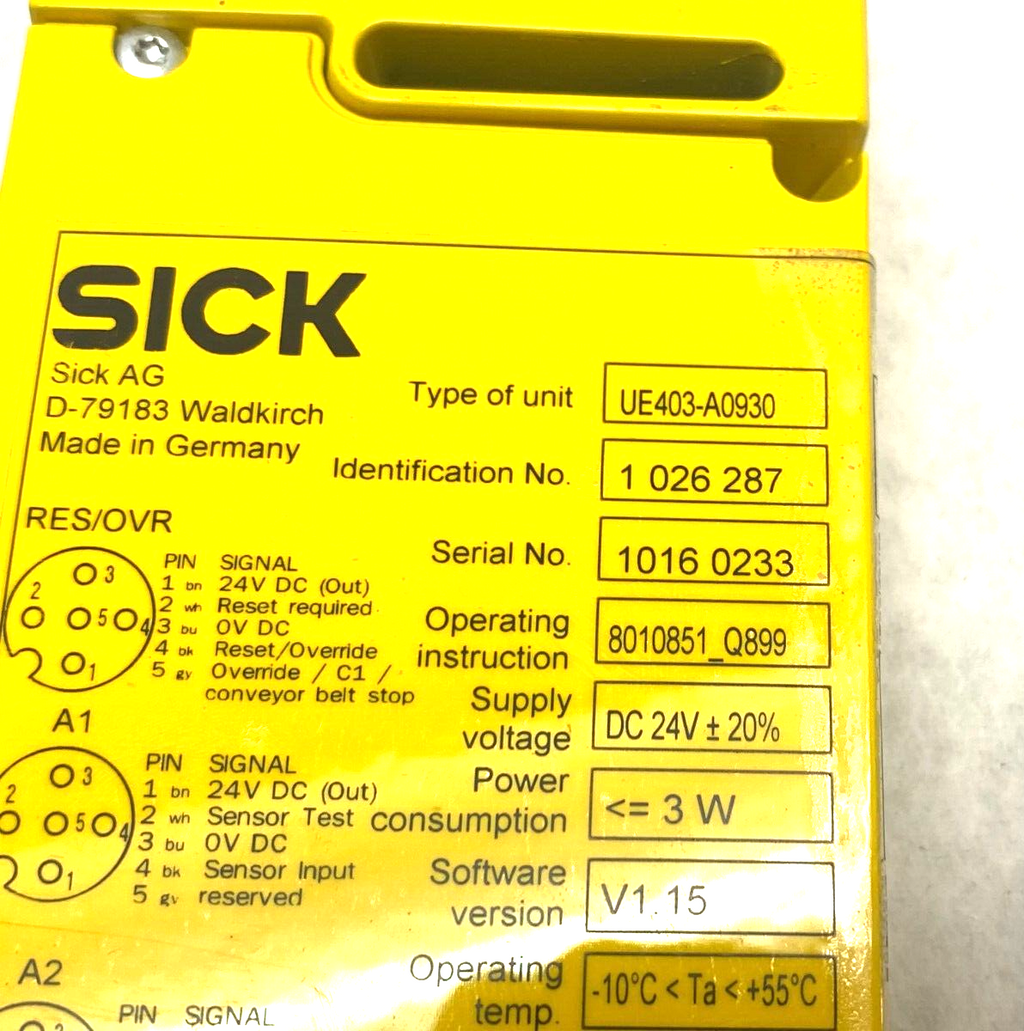 SICK
Sick AG
D-79183 Waldkirch
Made in Germany
Type of unit UE403-A0930
Identification No. 1 026 287
Serial No. 1016 0233
Operating instruction 8010851_Q899
Supply voltage DC 24V ± 20%
Power consumption <= 3 W
Software version V1.15
Operating temp. -10°C < Ta < +55°C
RES/OVR
2 3 5 4 1
PIN SIGNAL
1 bn 24V DC (Out)
2 wh Reset required
3 bu 0V DC
4 bk Reset/Override
5 gy Override / C1 /
conveyor belt stop
A1
2 3 5 4 1
PIN SIGNAL
1 bn 24V DC (Out)
2 wh Sensor Test
3 bu 0V DC
4 bk Sensor Input
5 gy reserved
A2
PIN SIGNAL